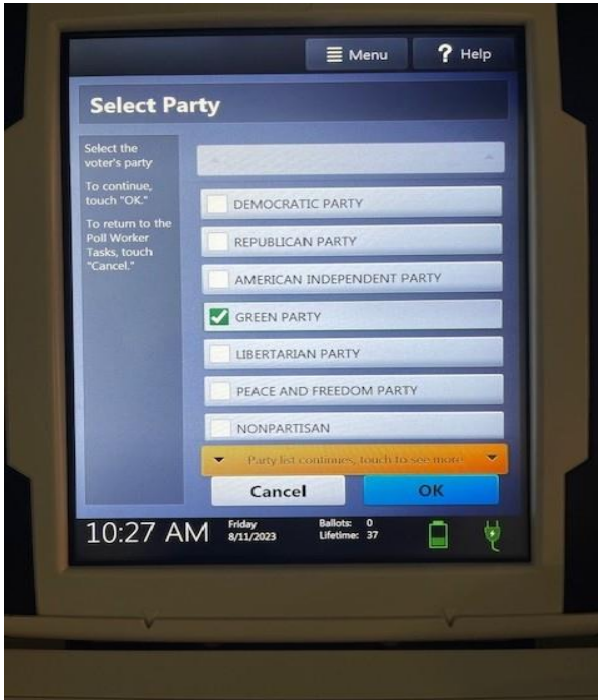 Menu
? Help
Select Party
Select the
voter's party
To continue,
touch "OK."
To return to the
Poll Worker
Tasks, touch
"Cancel."
DEMOCRATIC PARTY
REPUBLICAN PARTY
AMERICAN INDEPENDENT PARTY
GREEN PARTY
LIBERTARIAN PARTY
PEACE AND FREEDOM PARTY
NONPARTISAN
Party list continues, touch to see more
Cancel
OK
10:27 AM
Friday
8/11/2023
Ballots: 0
Lifetime: 37